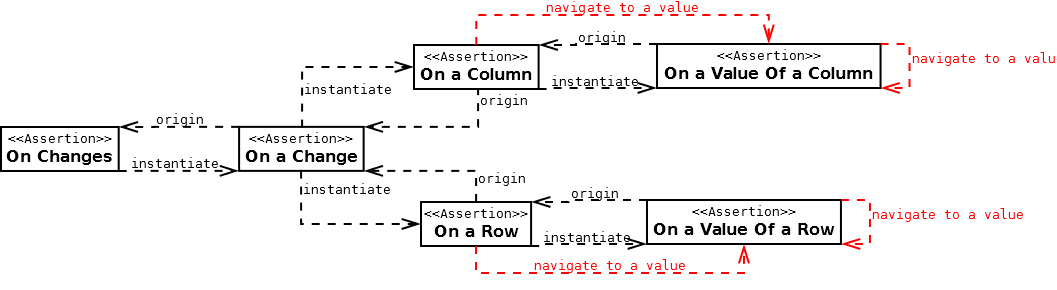 navigate to a value
origin
<<Assertion>>
On a Column
<<Assertion>>
On a Value Of a Column
navigate to a valu
instantiate
instantiate
origin
origin
<<Assertion>>
On Changes
<<Assertion>>
On a Change
instantiate
instantiate
origin
origin
<<Assertion>>
On a Row
<<Assertion>>
On a Value Of a Row
navigate to a value
instantiate
navigate to a value